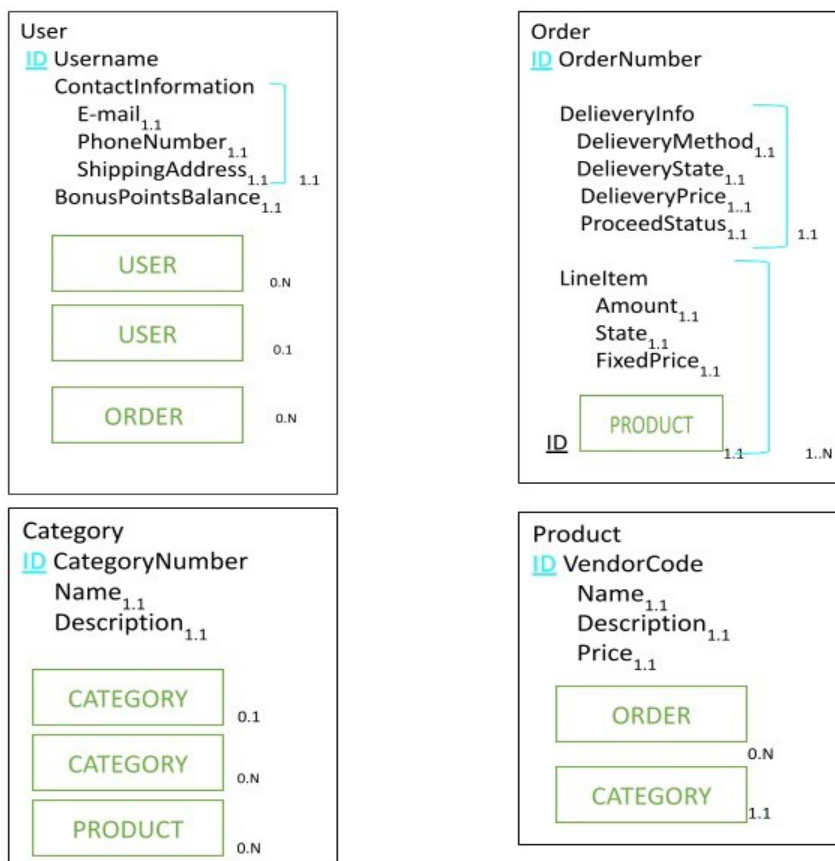 User
ID Username
ContactInformation
E-mail1.1
PhoneNumber1.1
ShippingAddress1.1 1.1
BonusPointsBalance1.1
USER 0.N
USER 0.1
ORDER 0.N
Order
ID OrderNumber
DelieveryInfo
DelieveryMethod1.1
DelieveryState1.1
DelieveryPrice1..1
ProceedStatus1.1 1.1
LineItem
Amount1.1
State1.1
FixedPrice1.1
ID PRODUCT 1.1 1..N
Category
ID CategoryNumber
Name1.1
Description1.1
CATEGORY 0.1
CATEGORY 0.N
PRODUCT 0.N
Product
ID VendorCode
Name1.1
Description1.1
Price1.1
ORDER 0.N
CATEGORY 1.1